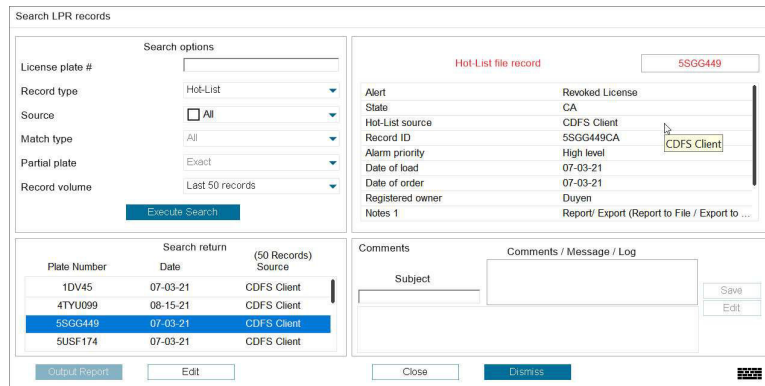 Search LPR records
Search options
License plate #
Record type Hot-List
Source All
Match type All
Partial plate Exact
Record volume Last 50 records
Execute Search
Hot-List file record 5SGG449
Alert Revoked License
State CA
Hot-List source CDFS Client
Record ID 5SGG449CA
CDFS Client
Alarm priority High level
Date of load 07-03-21
Date of order 07-03-21
Registered owner Duyen
Notes 1 Report/ Export (Report to File / Export to ...
Search return
(50 Records)
Plate Number Date Source
1DV45 07-03-21 CDFS Client
4TYU099 08-15-21 CDFS Client
5SGG449 07-03-21 CDFS Client
5USF174 07-03-21 CDFS Client
Comments
Comments / Message / Log
Subject
Save
Edit
Output Report Edit Close Dismiss